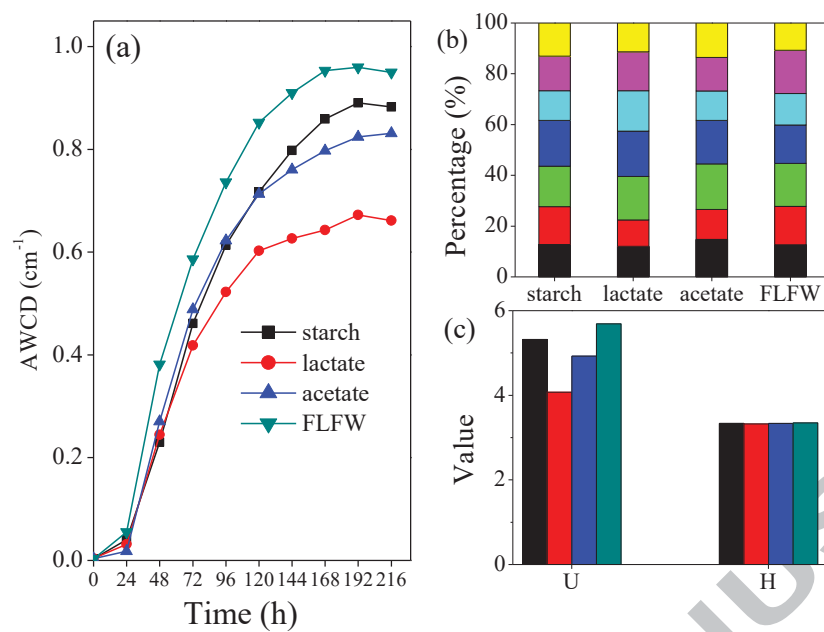 (a)
1.0
0.8
0.6
0.4
0.2
0.0
AWCD (cm⁻¹)
starch
lactate
acetate
FLFW
0 24 48 72 96 120 144 168 192 216
Time (h)
(b)
100
80
60
40
20
0
Percentage (%)
starch lactate acetate FLFW
(c)
6
4
2
0
Value
U H